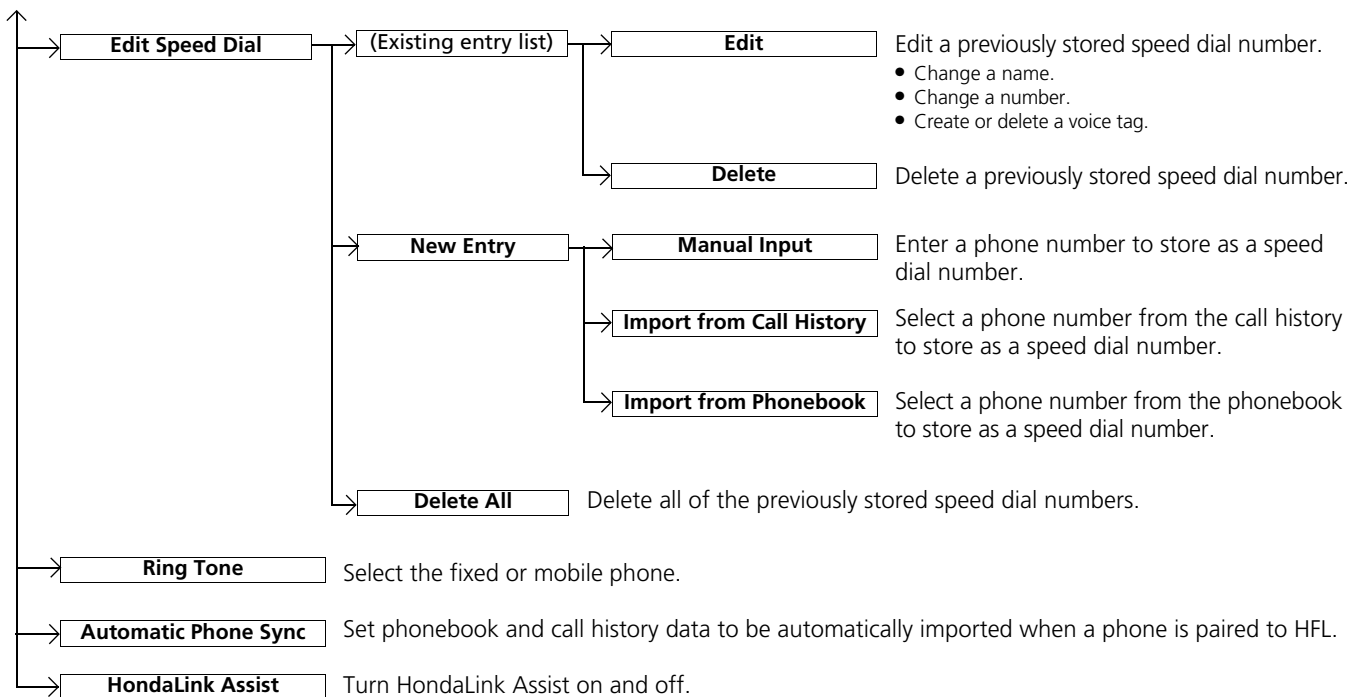 Edit Speed Dial
(Existing entry list)
Edit
Edit a previously stored speed dial number.
• Change a name.
• Change a number.
• Create or delete a voice tag.
Delete
Delete a previously stored speed dial number.
New Entry
Manual Input
Enter a phone number to store as a speed
dial number.
Import from Call History
Select a phone number from the call history
to store as a speed dial number.
Import from Phonebook
Select a phone number from the phonebook
to store as a speed dial number.
Delete All
Delete all of the previously stored speed dial numbers.
Ring Tone
Select the fixed or mobile phone.
Automatic Phone Sync
Set phonebook and call history data to be automatically imported when a phone is paired to HFL.
HondaLink Assist
Turn HondaLink Assist on and off.